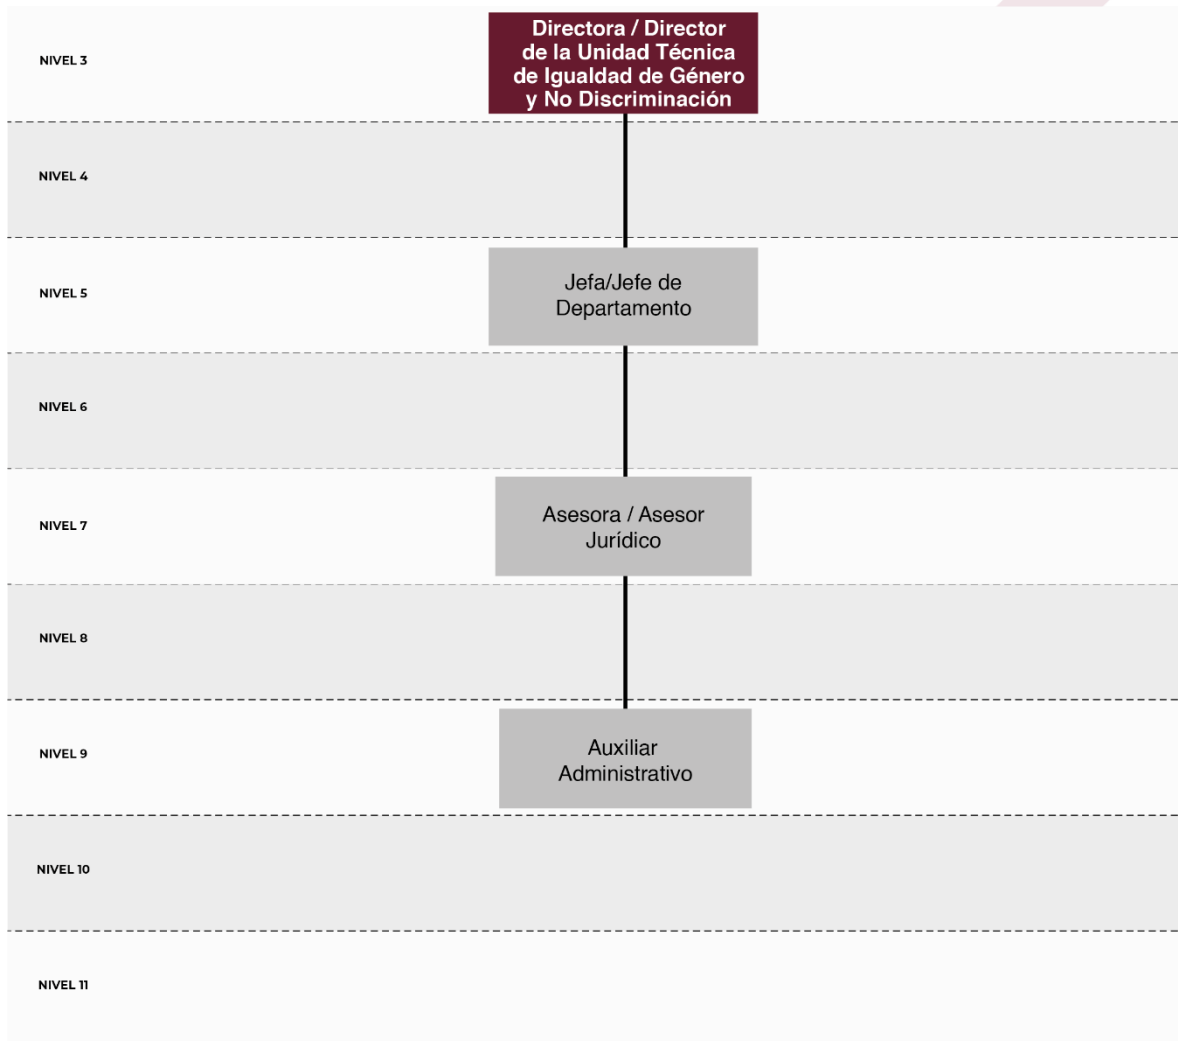 Directora / Director
de la Unidad Técnica
de Igualdad de Género
y No Discriminación
NIVEL 3
NIVEL 4
NIVEL 5
Jefa/Jefe de
Departamento
NIVEL 6
NIVEL 7
Asesora / Asesor
Jurídico
NIVEL 8
NIVEL 9
Auxiliar
Administrativo
NIVEL 10
NIVEL 11